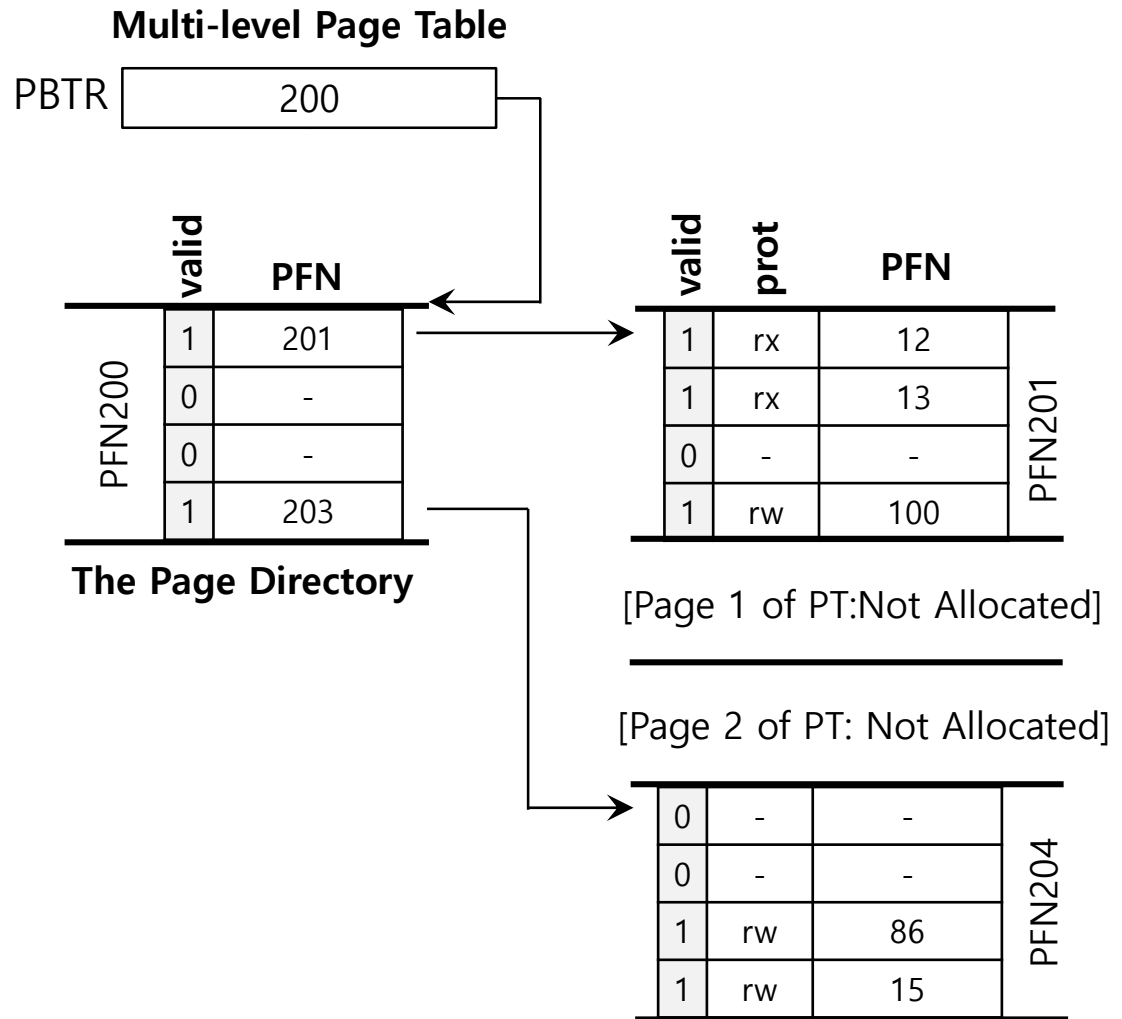 Multi-level Page Table
PBTR
200
valid PFN
PFN200
1 201
0 -
0 -
1 203
The Page Directory
valid prot PFN
1 rx 12
1 rx 13
0 - -
1 rw 100
PFN201
[Page 1 of PT:Not Allocated]
[Page 2 of PT: Not Allocated]
0 - -
0 - -
1 rw 86
1 rw 15
PFN204